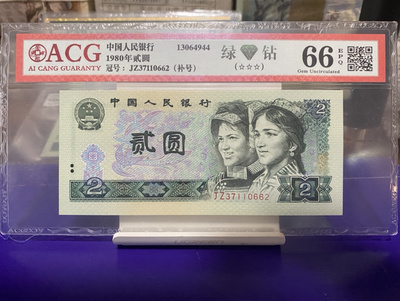 ACG
AI CANG GUARANTY
中国人民银行 13064944
1980年贰圆
冠号：JZ37110662 (补号)
绿 钻
(☆☆☆)
66 EPQ
Gem Uncirculated
中国人民银行
2
贰圆
2
2
JZ37110662